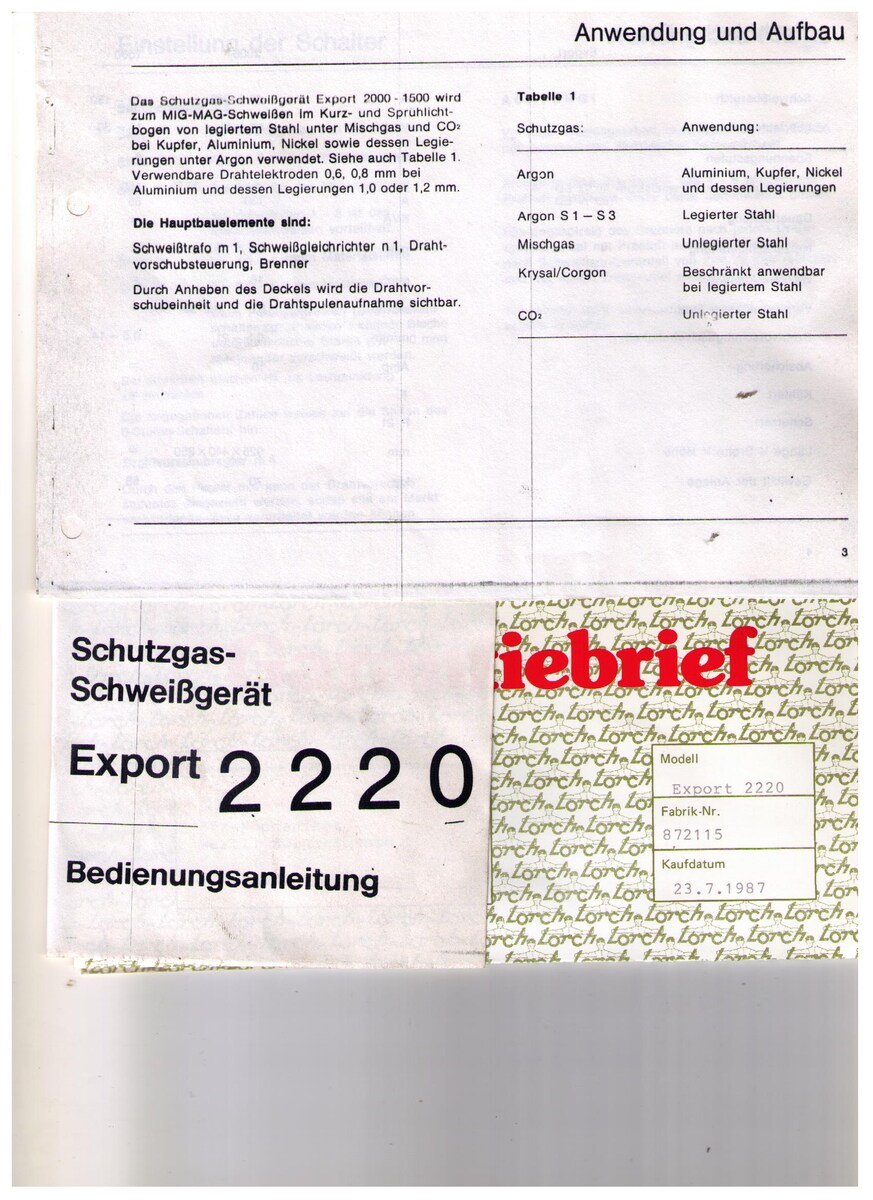 Anwendung und Aufbau
Das Schutzgas-Schweißgerät Export 2000 - 1500 wird
zum MIG-MAG-Schweißen im Kurz- und Sprühlicht-
bogen von legiertem Stahl unter Mischgas und CO₂
bei Kupfer, Aluminium, Nickel sowie dessen Legie-
rungen unter Argon verwendet. Siehe auch Tabelle 1.
Verwendbare Drahtelektroden 0,6, 0,8 mm bei
Aluminium und dessen Legierungen 1,0 oder 1,2 mm.
Die Hauptbauelemente sind:
Schweißtrafo m 1, Schweißgleichrichter n 1, Draht-
vorschubsteuerung, Brenner
Durch Anheben des Deckels wird die Drahtvor-
schubeinheit und die Drahtspulenaufnahme sichtbar.
Tabelle 1
Schutzgas: Anwendung:
Argon Aluminium, Kupfer, Nickel
und dessen Legierungen
Argon S 1 – S 3 Legierter Stahl
Mischgas Unlegierter Stahl
Krysal/Corgon Beschränkt anwendbar
bei legiertem Stahl
CO₂ Unlegierter Stahl
3
Schutzgas-
Schweißgerät
Export 2220
Bedienungsanleitung
iebrief
Modell
Export 2220
Fabrik-Nr.
872115
Kaufdatum
23.7.1987
torch torch torch torch